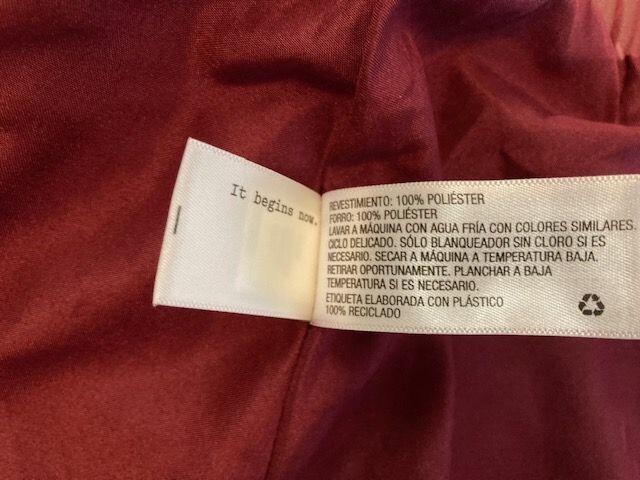 It begins now.
REVESTIMIENTO: 100% POLIÉSTER
FORRO: 100% POLIÉSTER
LAVAR A MÁQUINA CON AGUA FRÍA CON COLORES SIMILARES.
CICLO DELICADO. SÓLO BLANQUEADOR SIN CLORO SI ES
NECESARIO. SECAR A MÁQUINA A TEMPERATURA BAJA.
RETIRAR OPORTUNAMENTE. PLANCHAR A BAJA
TEMPERATURA SI ES NECESARIO.
ETIQUETA ELABORADA CON PLÁSTICO
100% RECICLADO